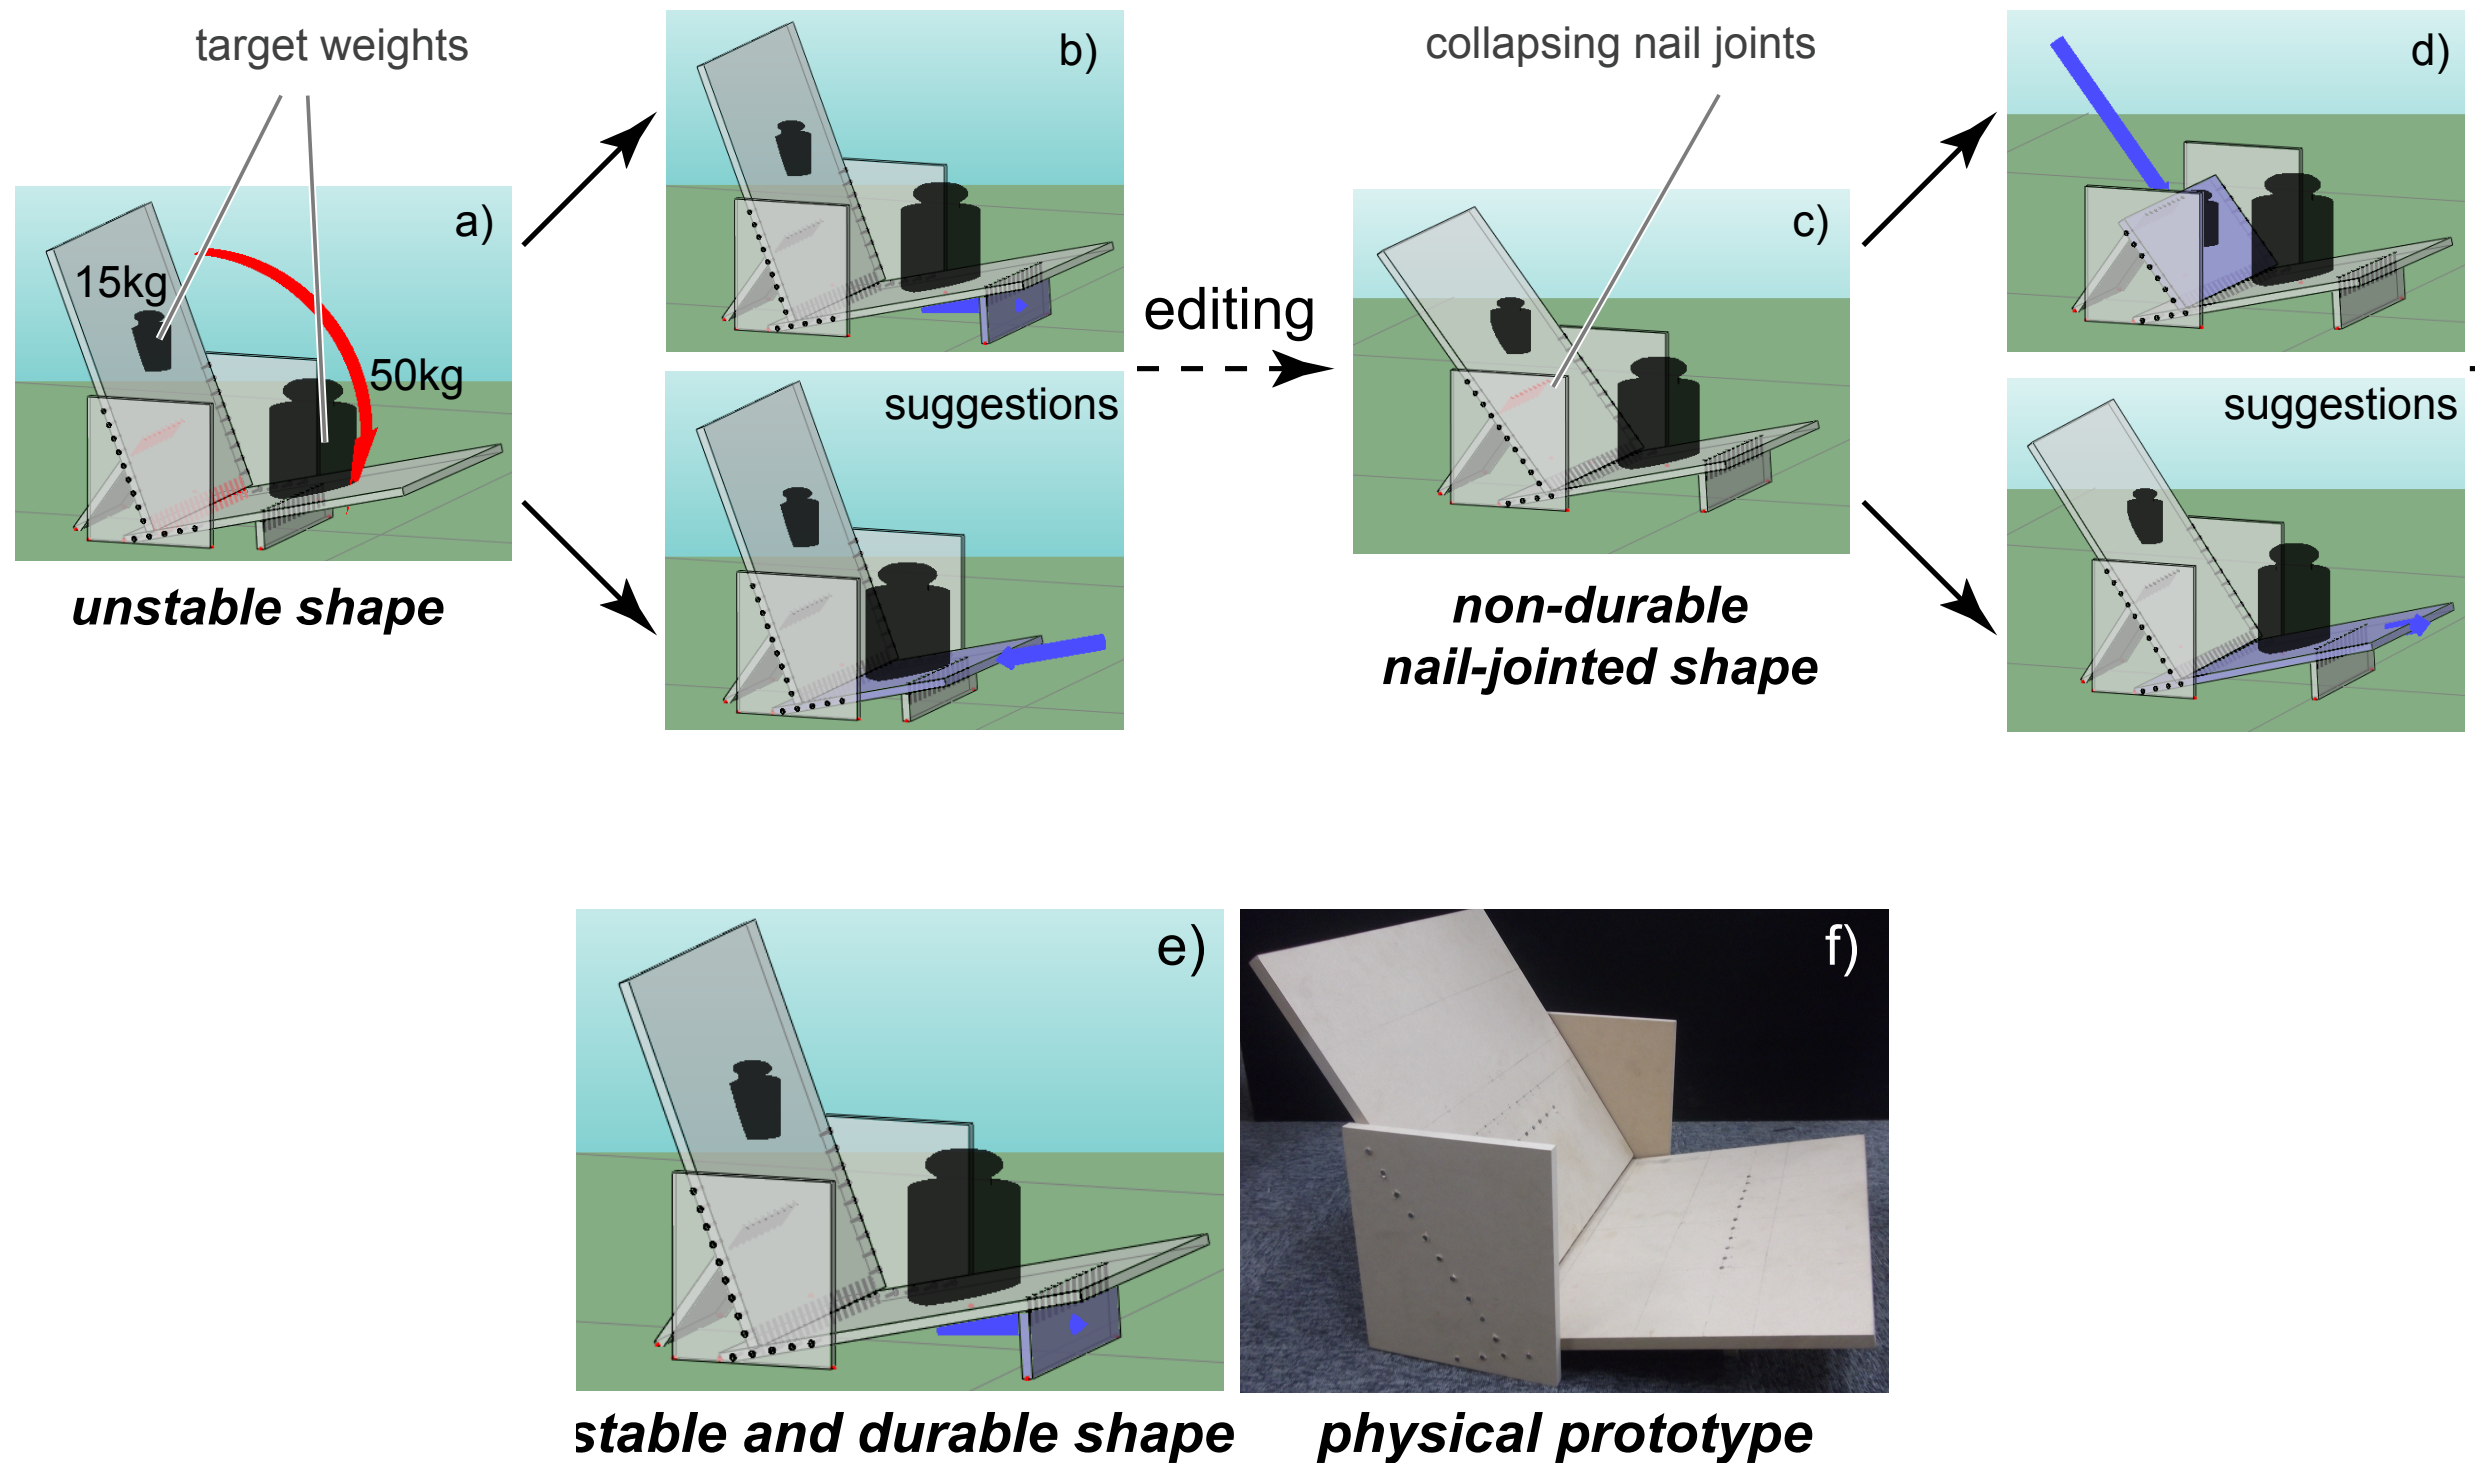 target weights
a)
15kg
50kg
unstable shape
b)
suggestions
editing
collapsing nail joints
c)
non-durable
nail-jointed shape
d)
suggestions
e)
stable and durable shape
f)
physical prototype